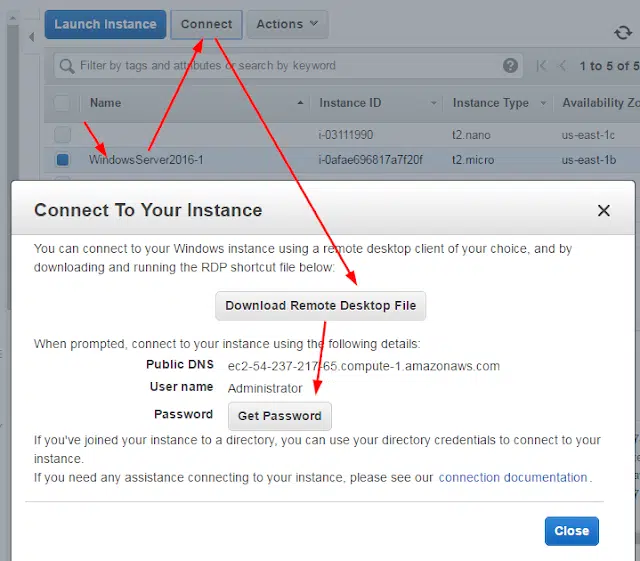 Launch Instance Connect Actions
Filter by tags and attributes or search by keyword 1 to 5 of 5
Name Instance ID Instance Type Availability Zo
i-03111990 t2.nano us-east-1c
WindowsServer2016-1 i-0afae696817a7f20f t2.micro us-east-1b
Connect To Your Instance
You can connect to your Windows instance using a remote desktop client of your choice, and by
downloading and running the RDP shortcut file below:
Download Remote Desktop File
When prompted, connect to your instance using the following details:
Public DNS ec2-54-237-217-65.compute-1.amazonaws.com
User name Administrator
Password Get Password
If you've joined your instance to a directory, you can use your directory credentials to connect to your
instance.
If you need any assistance connecting to your instance, please see our connection documentation.
Close